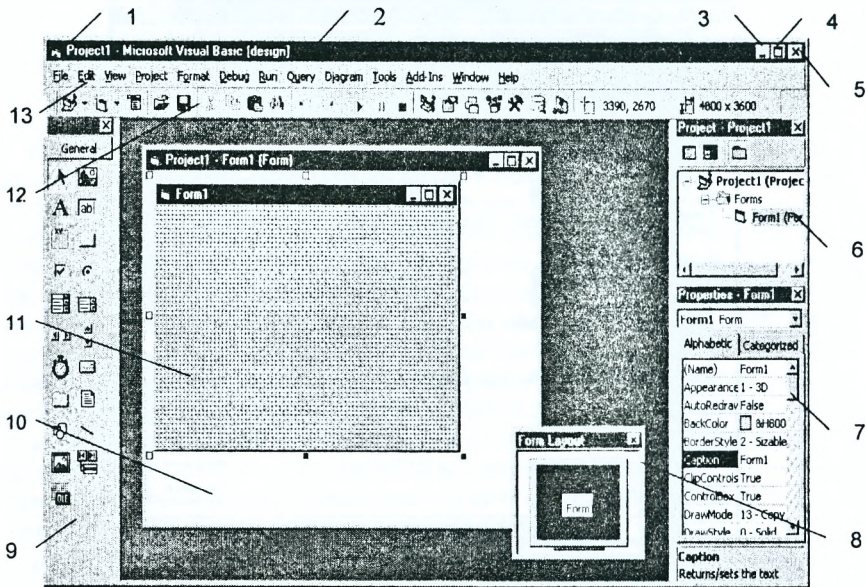 1 2 3 4
Project1 - Microsoft Visual Basic [design]
5
File Edit View Project Format Debug Run Query Diagram Tools Add-Ins Window Help
13
3390, 2670 4800 x 3600
Project - Project1
General
12
Project1 - Form1 (Form)
Project1 (Projec
Form1
Forms
Form1 (For
6
A ab
Properties - Form1
Form1 Form
Alphabetic Categorized
11
(Name) Form1
Appearance 1 - 3D
AutoRedrav False
BackColor &H800
7
BorderStyle 2 - Sizable
10
Form Layout
Caption Form1
ClipControls True
ControlBox True
Form
DrawMode 13 - Copy
DrawStyle 0 - Solid
8
OLE
9
Caption
Returns/sets the text